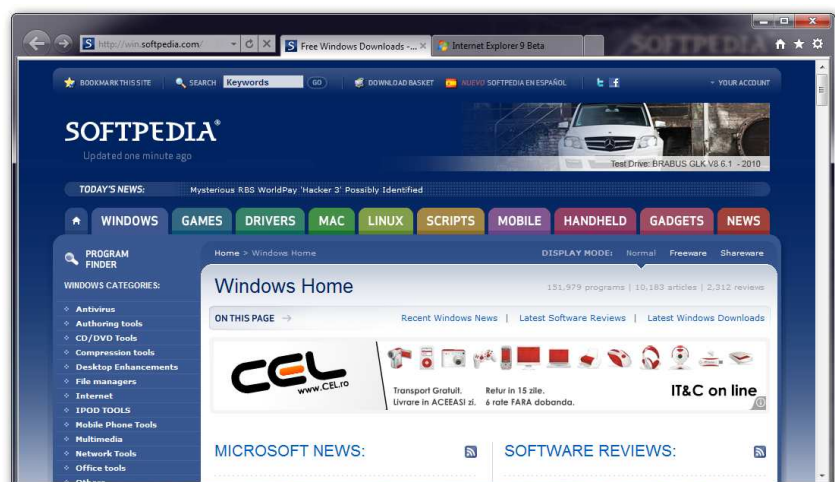 http://win.softpedia.com/
Free Windows Downloads -...
Internet Explorer 9 Beta
BOOKMARK THIS SITE
SEARCH
Keywords
GO
DOWNLOAD BASKET
NUEVO SOFTPEDIA EN ESPAÑOL
YOUR ACCOUNT
SOFTPEDIA®
Updated one minute ago
Test Drive: BRABUS GLK V8 6.1 - 2010
TODAY'S NEWS: Mysterious RBS WorldPay 'Hacker 3' Possibly Identified
WINDOWS GAMES DRIVERS MAC LINUX SCRIPTS MOBILE HANDHELD GADGETS NEWS
PROGRAM
FINDER
Home > Windows Home
DISPLAY MODE: Normal Freeware Shareware
WINDOWS CATEGORIES:
Antivirus
Authoring tools
CD/DVD Tools
Compression tools
Desktop Enhancements
File managers
Internet
IPOD TOOLS
Mobile Phone Tools
Multimedia
Network Tools
Office tools
Others
Windows Home
151,979 programs | 10,183 articles | 2,312 reviews
ON THIS PAGE
Recent Windows News | Latest Software Reviews | Latest Windows Downloads
CEL
www.CEL.ro
Transport Gratuit. Retur in 15 zile.
Livrare in ACEEASI zi. 6 rate FARA dobanda.
IT&C on line
MICROSOFT NEWS:
SOFTWARE REVIEWS:
SOFTPEDIA